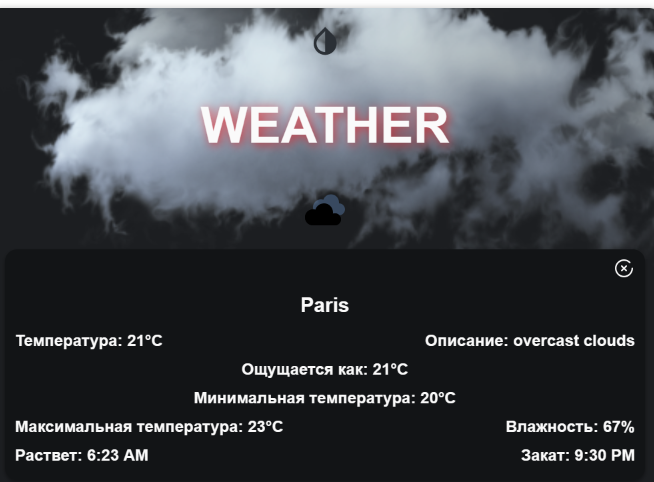 WEATHER
Paris
Температура: 21°C
Описание: overcast clouds
Ощущается как: 21°C
Минимальная температура: 20°C
Максимальная температура: 23°C
Влажность: 67%
Раствет: 6:23 AM
Закат: 9:30 PM